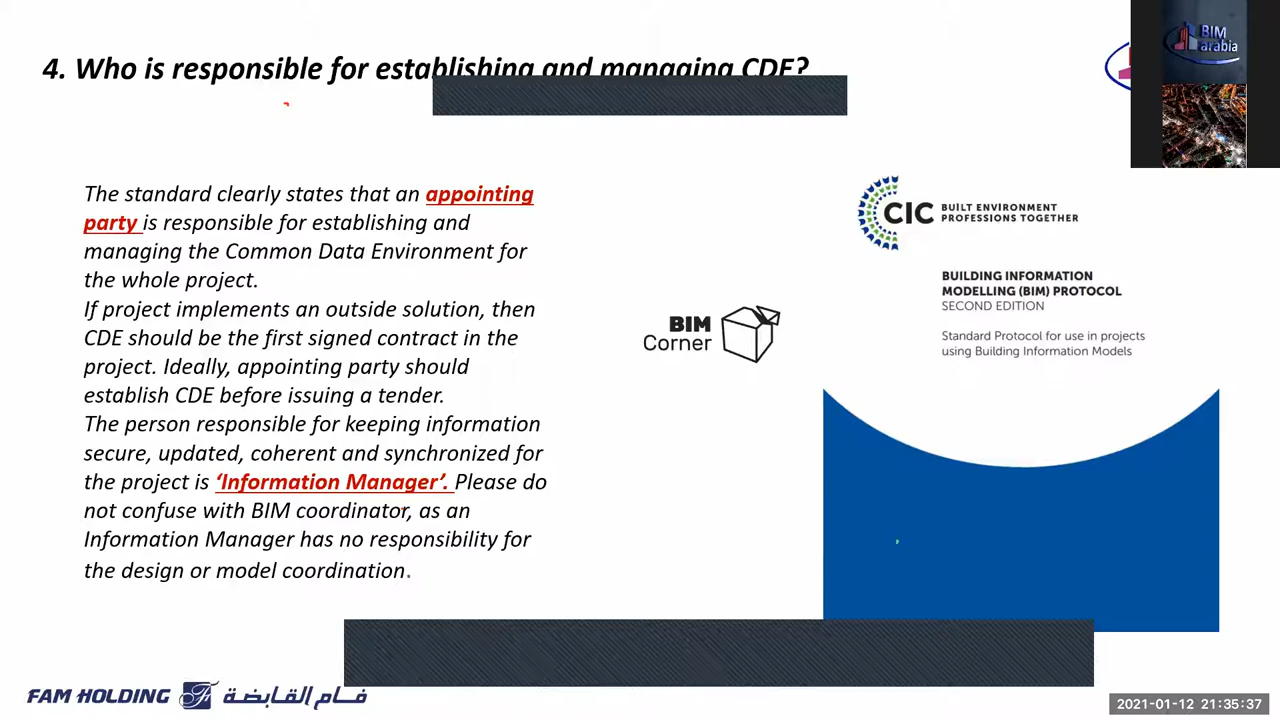 4. Who is responsible for establishing and managing CDE?
BIM
arabia
The standard clearly states that an appointing
party is responsible for establishing and
managing the Common Data Environment for
the whole project.
If project implements an outside solution, then
CDE should be the first signed contract in the
project. Ideally, appointing party should
establish CDE before issuing a tender.
The person responsible for keeping information
secure, updated, coherent and synchronized for
the project is ‘Information Manager’. Please do
not confuse with BIM coordinator, as an
Information Manager has no responsibility for
the design or model coordination.
BIM
Corner
CIC BUILT ENVIRONMENT
PROFESSIONS TOGETHER
BUILDING INFORMATION
MODELLING (BIM) PROTOCOL
SECOND EDITION
Standard Protocol for use in projects
using Building Information Models
FAM HOLDING فام القابضة
2021-01-12 21:35:37